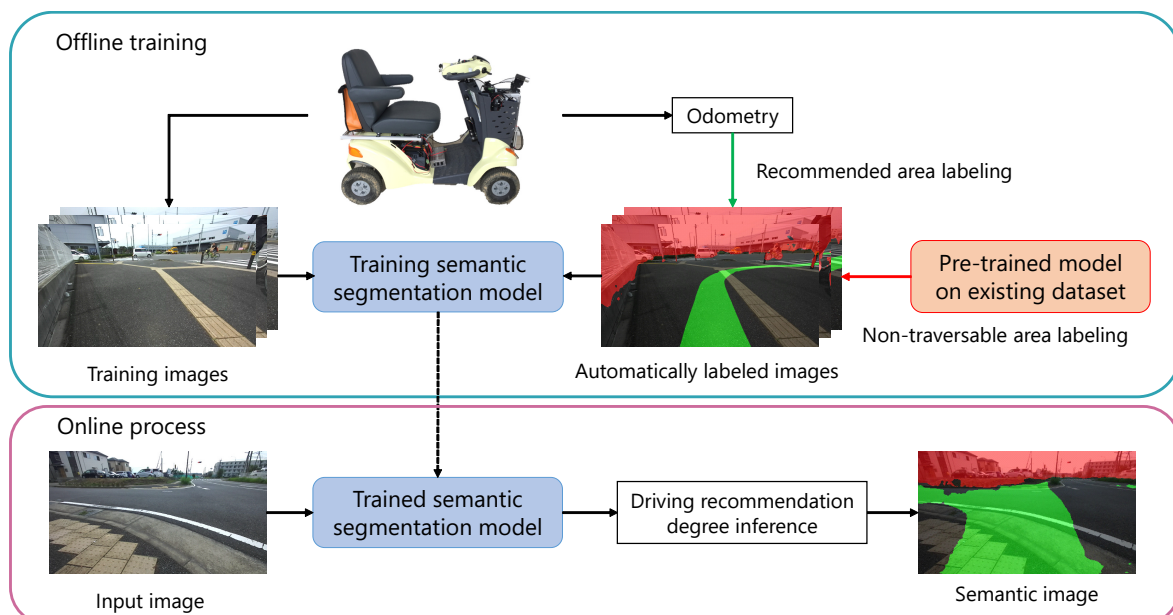 Offline training
Odometry
Recommended area labeling
Training semantic
segmentation model
Pre-trained model
on existing dataset
Non-traversable area labeling
Training images
Automatically labeled images
Online process
Trained semantic
segmentation model
Driving recommendation
degree inference
Input image
Semantic image